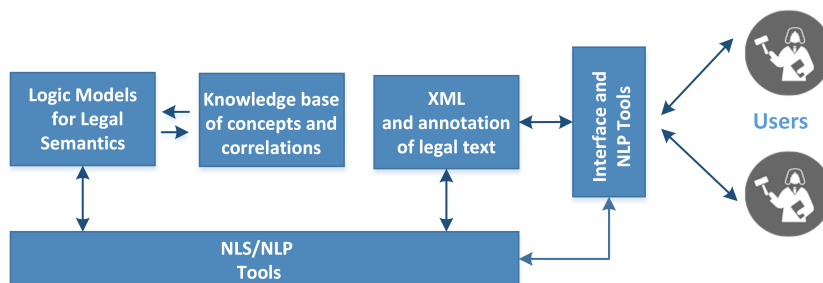 Logic Models
for Legal
Semantics
Knowledge base
of concepts and
correlations
XML
and annotation
of legal text
Interface and
NLP Tools
Users
NLS/NLP
Tools